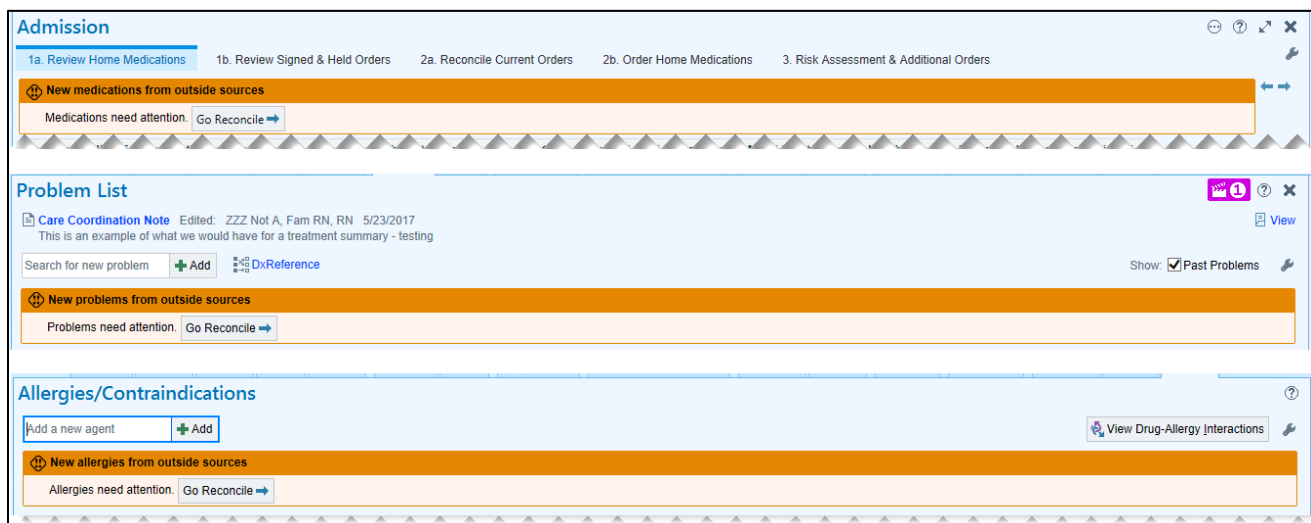 Admission
1a. Review Home Medications 1b. Review Signed & Held Orders 2a. Reconcile Current Orders 2b. Order Home Medications 3. Risk Assessment & Additional Orders
New medications from outside sources
Medications need attention. Go Reconcile
Problem List 1
Care Coordination Note Edited: ZZZ Not A, Fam RN, RN 5/23/2017 View
This is an example of what we would have for a treatment summary - testing
Search for new problem Add DxReference Show: Past Problems
New problems from outside sources
Problems need attention. Go Reconcile
Allergies/Contraindications
Add a new agent Add View Drug-Allergy Interactions
New allergies from outside sources
Allergies need attention. Go Reconcile